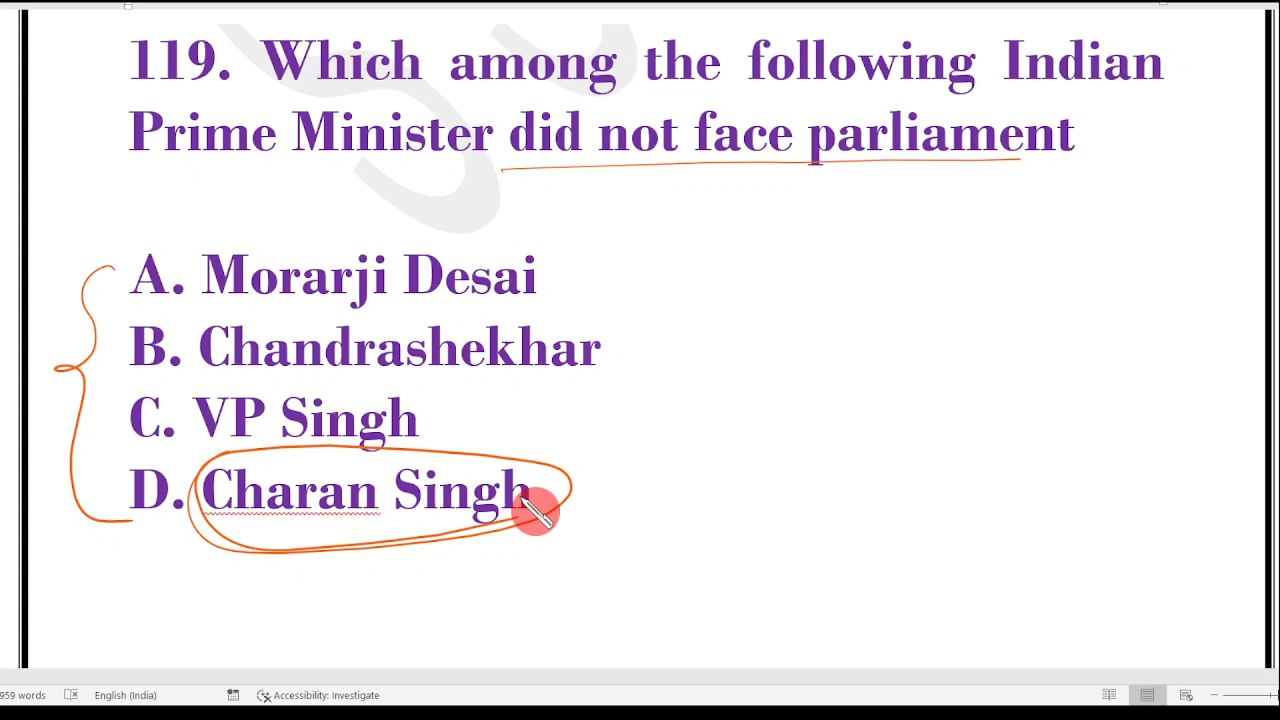 119. Which among the following Indian
Prime Minister did not face parliament
A. Morarji Desai
B. Chandrashekhar
C. VP Singh
D. Charan Singh
959 words English (India) Accessibility: Investigate